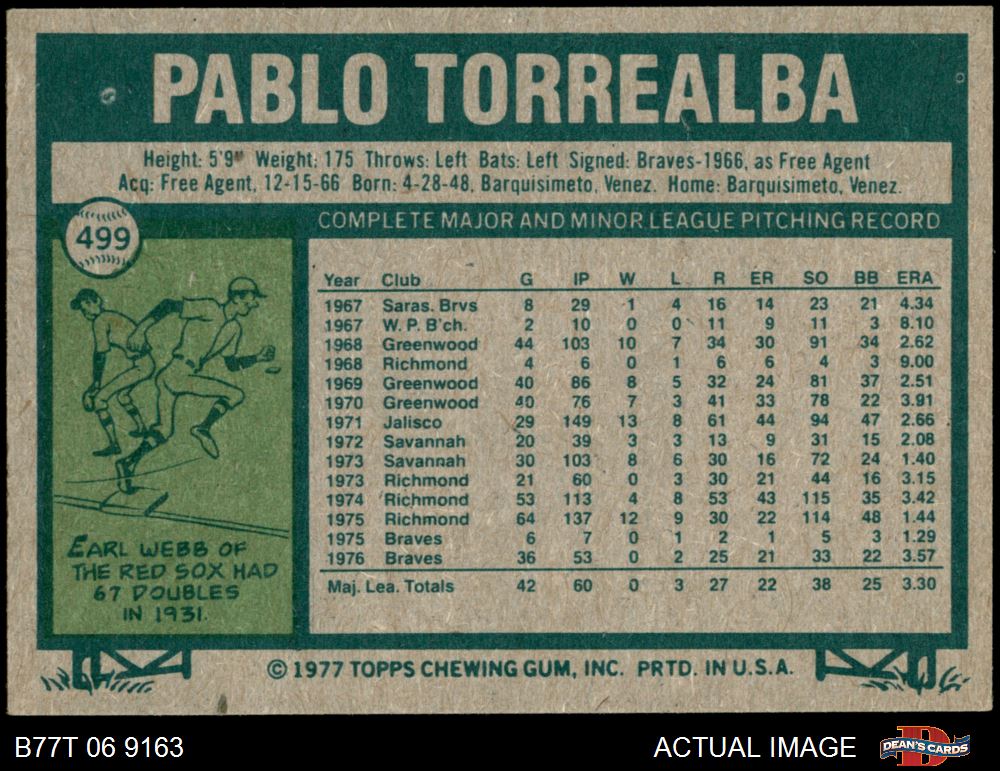 PABLO TORREALBA
Height: 5'9" Weight: 175 Throws: Left Bats: Left Signed: Braves-1966, as Free Agent
Acq: Free Agent, 12-15-66 Born: 4-28-48, Barquisimeto, Venez. Home: Barquisimeto, Venez.
499
COMPLETE MAJOR AND MINOR LEAGUE PITCHING RECORD
Year Club G IP W L R ER SO BB ERA
1967 Saras. Brvs 8 29 1 4 16 14 23 21 4.34
1967 W. P. B'ch. 2 10 0 0 11 9 11 3 8.10
1968 Greenwood 44 103 10 7 34 30 91 34 2.62
1968 Richmond 4 6 0 1 6 6 4 3 9.00
1969 Greenwood 40 86 8 5 32 24 81 37 2.51
1970 Greenwood 40 76 7 3 41 33 78 22 3.91
1971 Jalisco 29 149 13 8 61 44 94 47 2.66
1972 Savannah 20 39 3 3 13 9 31 15 2.08
1973 Savannah 30 103 8 6 30 16 72 24 1.40
1973 Richmond 21 60 0 3 30 21 44 16 3.15
1974 Richmond 53 113 4 8 53 43 115 35 3.42
1975 Richmond 64 137 12 9 30 22 114 48 1.44
1975 Braves 6 7 0 1 2 1 5 3 1.29
1976 Braves 36 53 0 2 25 21 33 22 3.57
Maj. Lea. Totals 42 60 0 3 27 22 38 25 3.30
EARL WEBB OF
THE RED SOX HAD
67 DOUBLES
IN 1931.
© 1977 TOPPS CHEWING GUM, INC. PRTD. IN U.S.A.
B77T 06 9163
ACTUAL IMAGE
D
DEAN'S CARDS